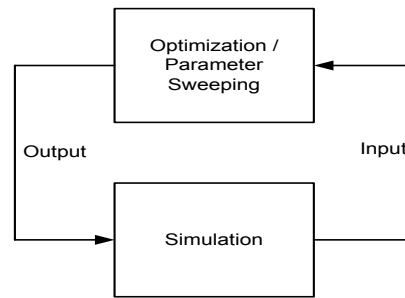 Optimization /
Parameter
Sweeping
Output
Input
Simulation